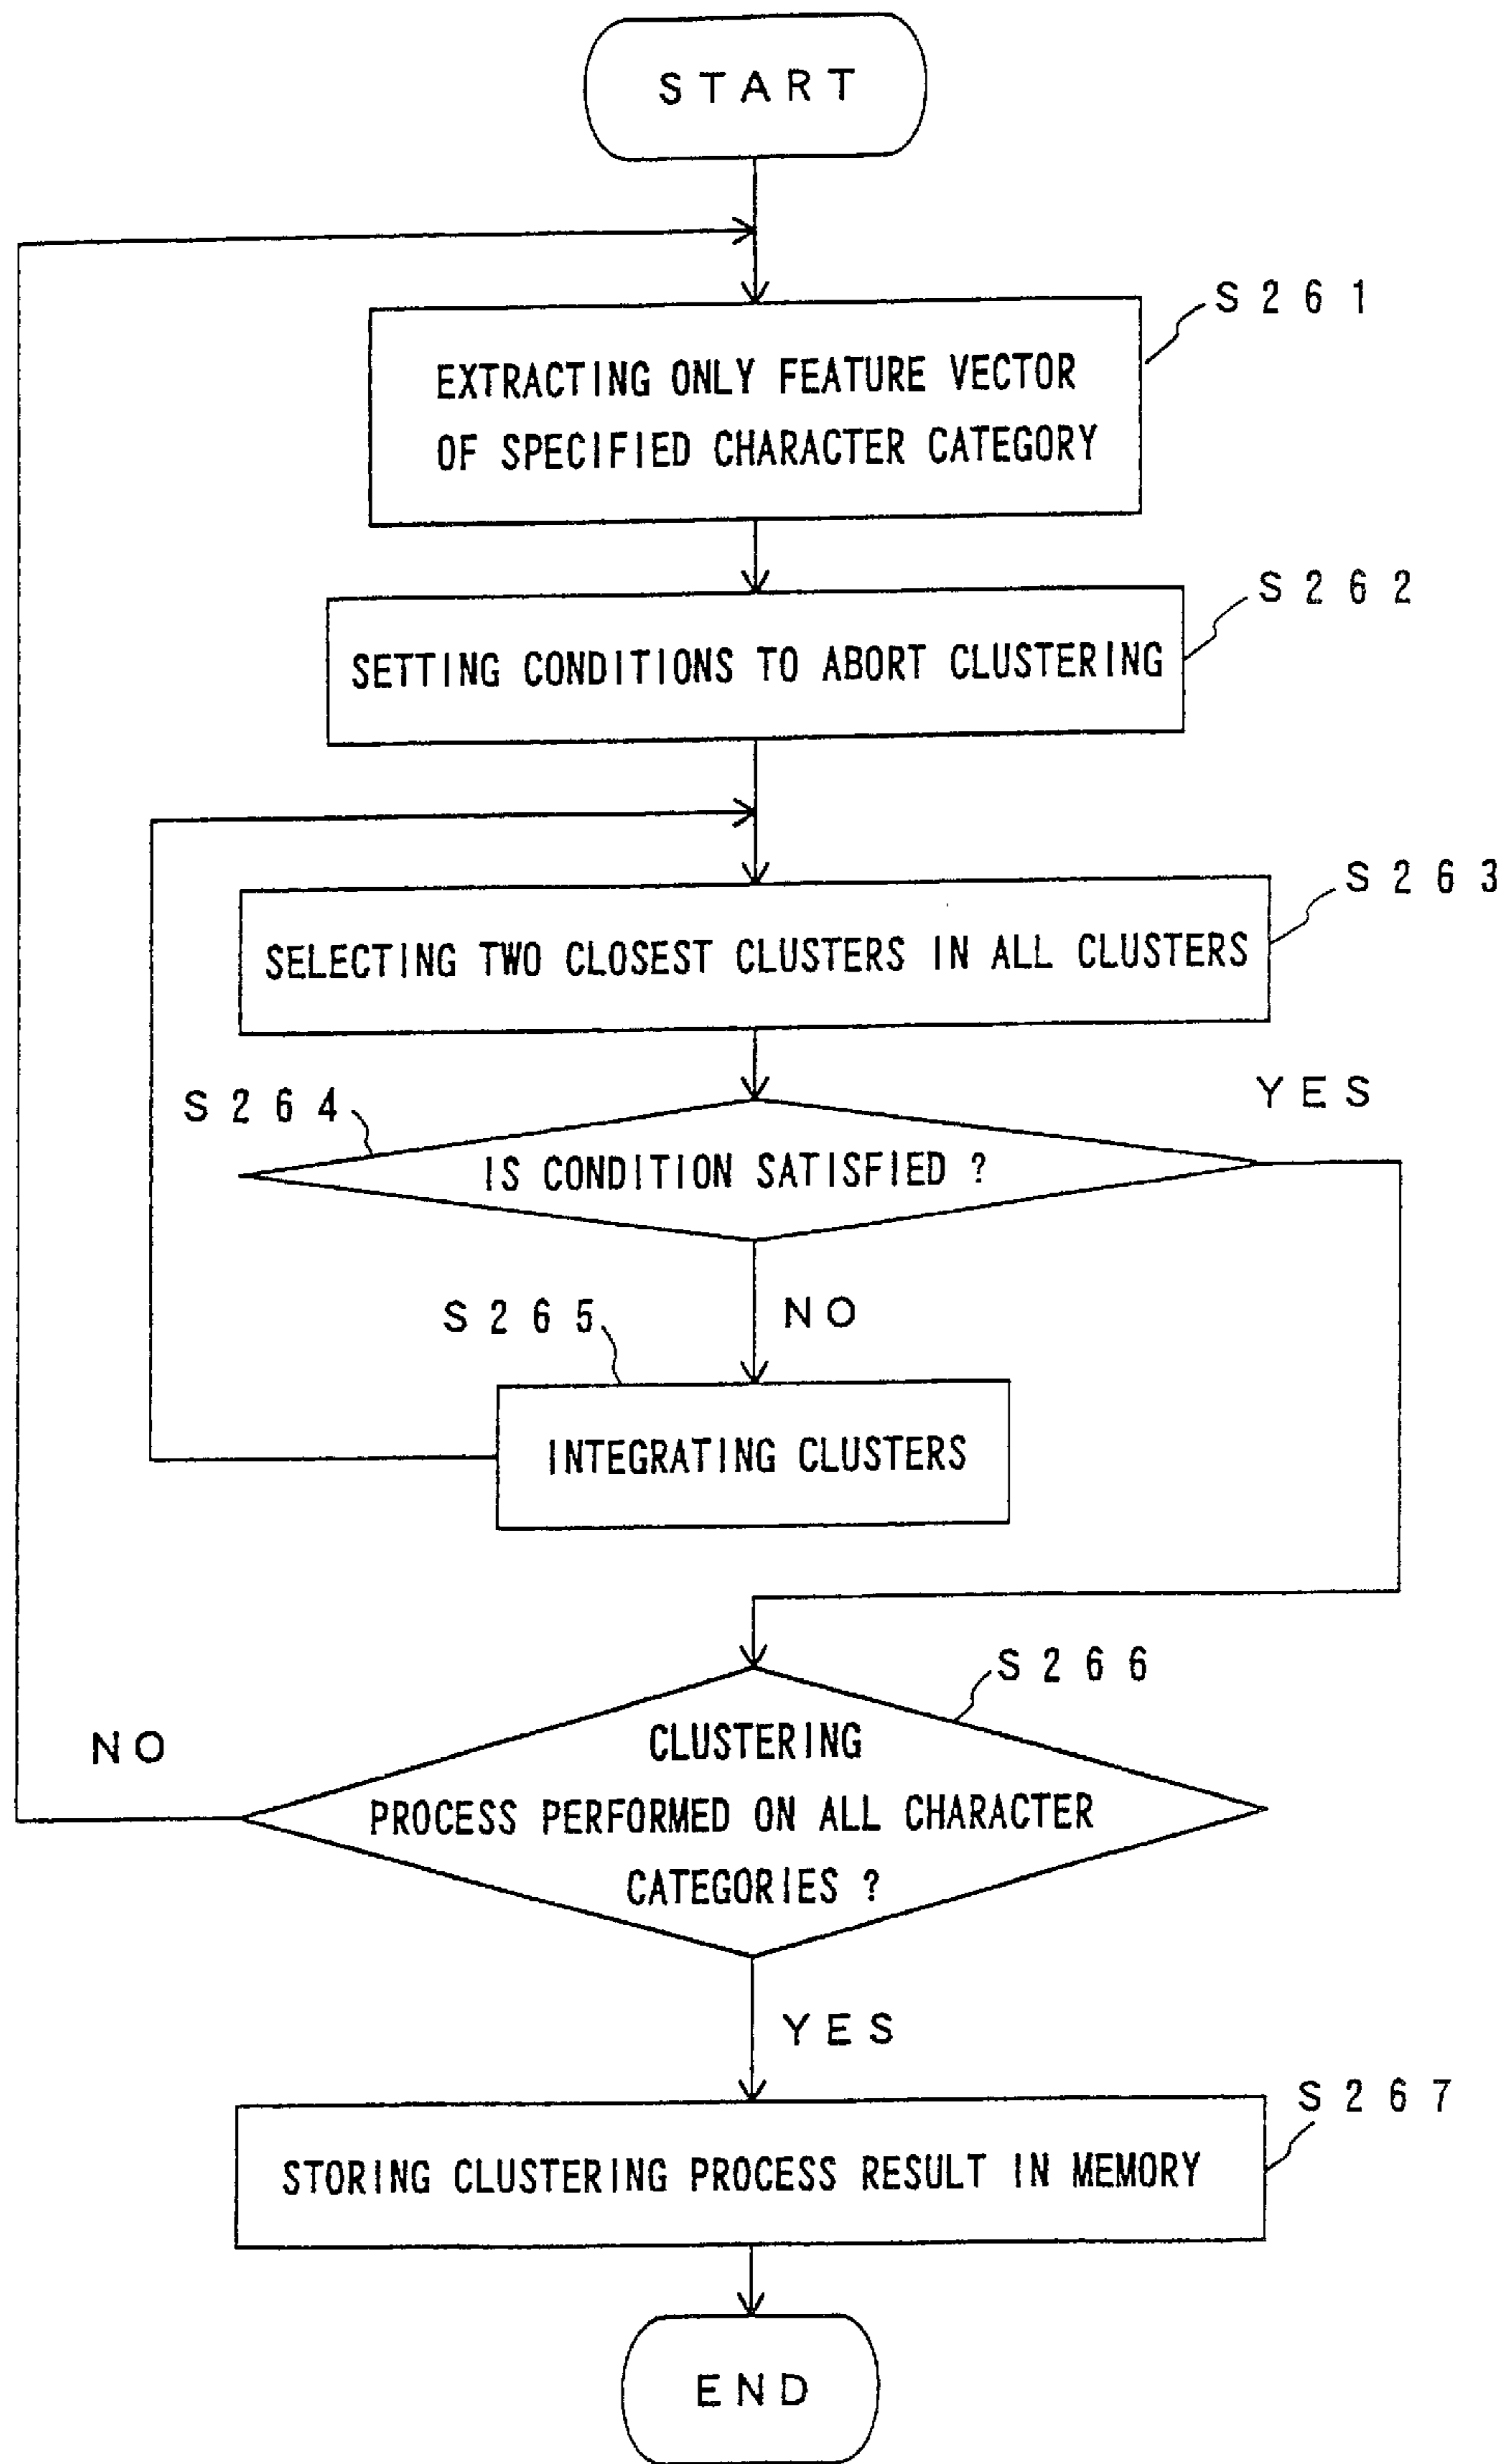 START
S261
EXTRACTING ONLY FEATURE VECTOR
OF SPECIFIED CHARACTER CATEGORY
S262
SETTING CONDITIONS TO ABORT CLUSTERING
S263
SELECTING TWO CLOSEST CLUSTERS IN ALL CLUSTERS
YES
S264
IS CONDITION SATISFIED ?
NO
S265
INTEGRATING CLUSTERS
S266
NO
CLUSTERING
PROCESS PERFORMED ON ALL CHARACTER
CATEGORIES ?
YES
S267
STORING CLUSTERING PROCESS RESULT IN MEMORY
END